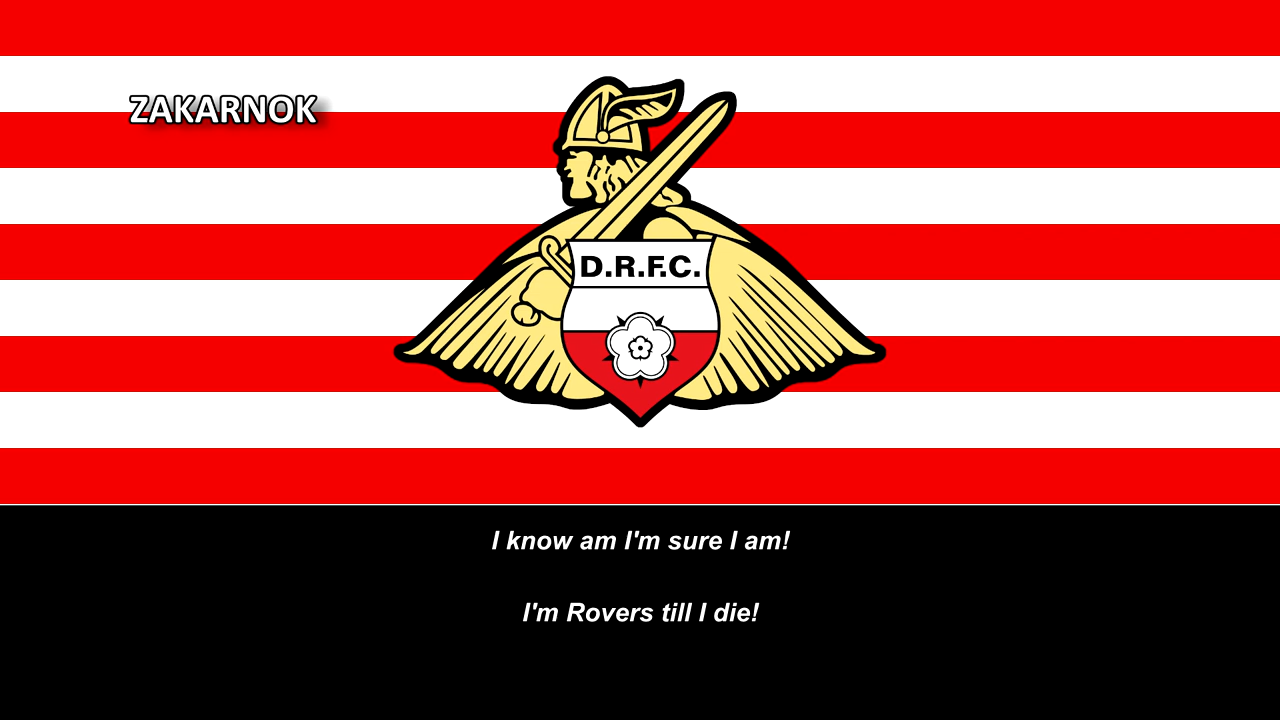 ZAKARNOK
D.R.F.C.
I know am I'm sure I am!
I'm Rovers till I die!